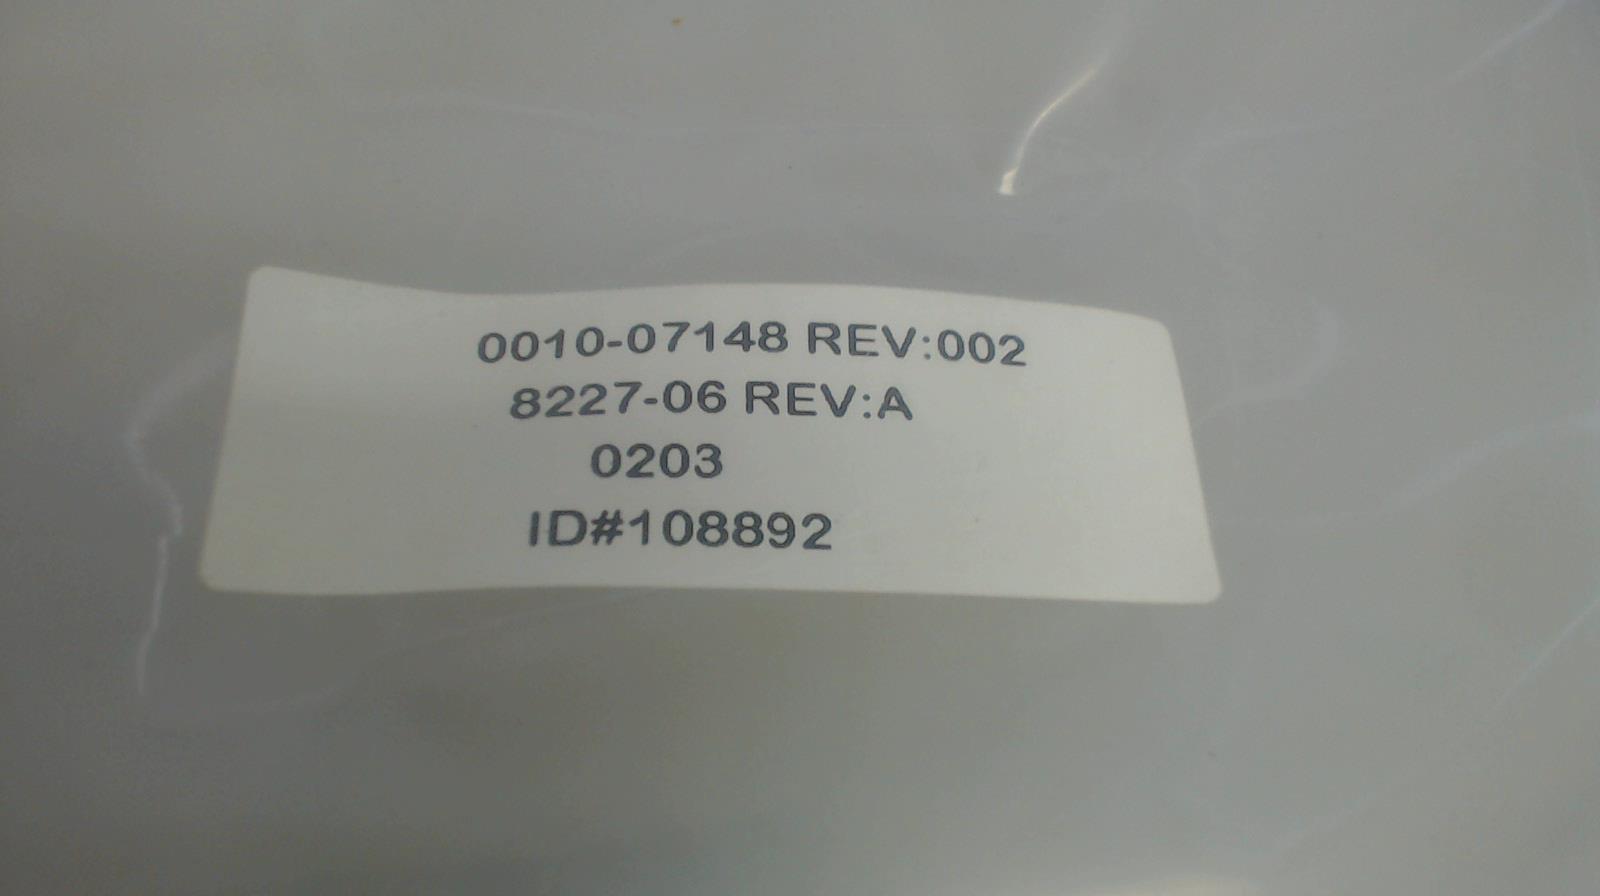 0010-07148 REV:002
8227-06 REV:A
0203
ID#108892